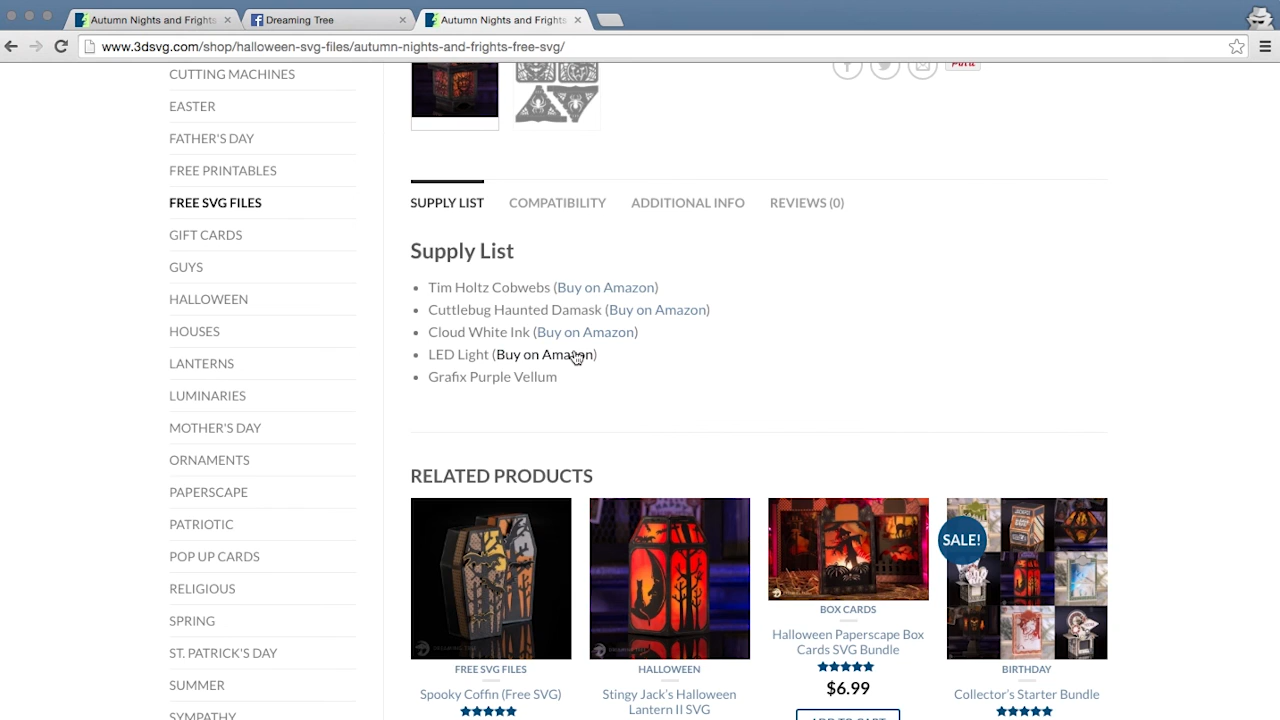 Autumn Nights and Frights
Dreaming Tree
Autumn Nights and Frights
www.3dsvg.com/shop/halloween-svg-files/autumn-nights-and-frights-free-svg/
CUTTING MACHINES
EASTER
FATHER'S DAY
FREE PRINTABLES
FREE SVG FILES
GIFT CARDS
GUYS
HALLOWEEN
HOUSES
LANTERNS
LUMINARIES
MOTHER'S DAY
ORNAMENTS
PAPERSCAPE
PATRIOTIC
POP UP CARDS
RELIGIOUS
SPRING
ST. PATRICK'S DAY
SUMMER
SYMPATHY
SUPPLY LIST
COMPATIBILITY
ADDITIONAL INFO
REVIEWS (0)
Supply List
Tim Holtz Cobwebs (Buy on Amazon)
Cuttlebug Haunted Damask (Buy on Amazon)
Cloud White Ink (Buy on Amazon)
LED Light (Buy on Amazon)
Grafix Purple Vellum
RELATED PRODUCTS
FREE SVG FILES
Spooky Coffin (Free SVG)
HALLOWEEN
Stingy Jack's Halloween
Lantern II SVG
BOX CARDS
Halloween Paperscape Box
Cards SVG Bundle
$6.99
ADD TO CART
SALE!
BIRTHDAY
Collector's Starter Bundle